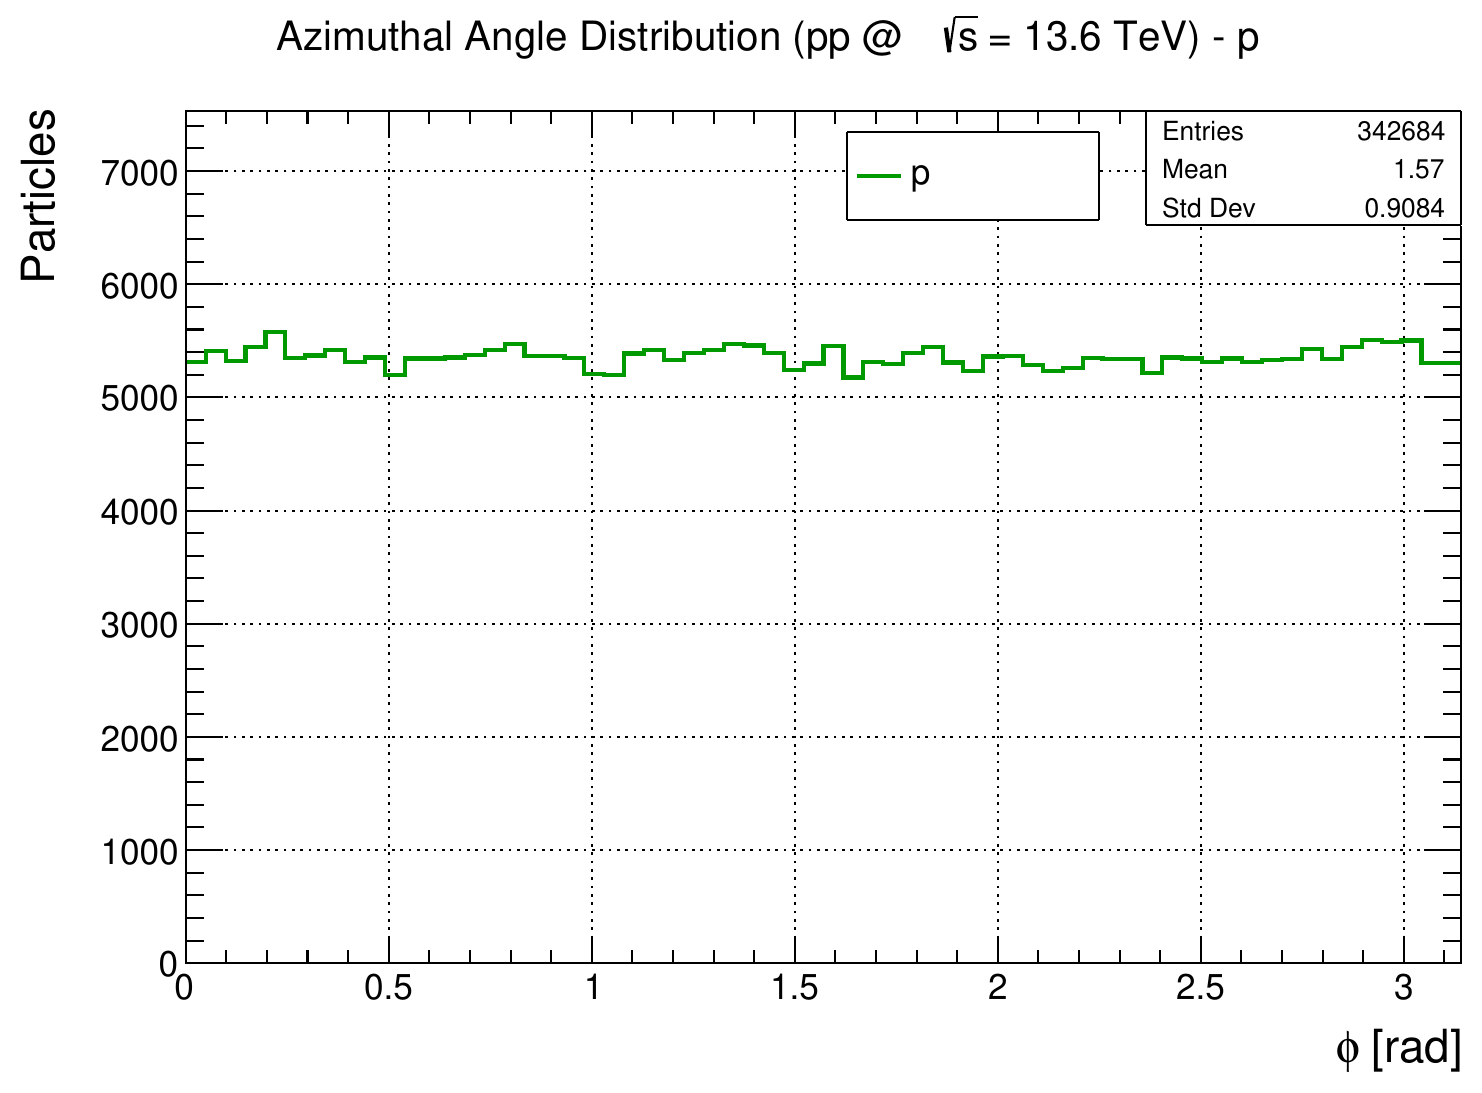 Azimuthal Angle Distribution (pp @ √s = 13.6 TeV) - p
Particles
p
Entries 342684
Mean 1.57
Std Dev 0.9084
7000
6000
5000
4000
3000
2000
1000
0
0 0.5 1 1.5 2 2.5 3
ϕ [rad]